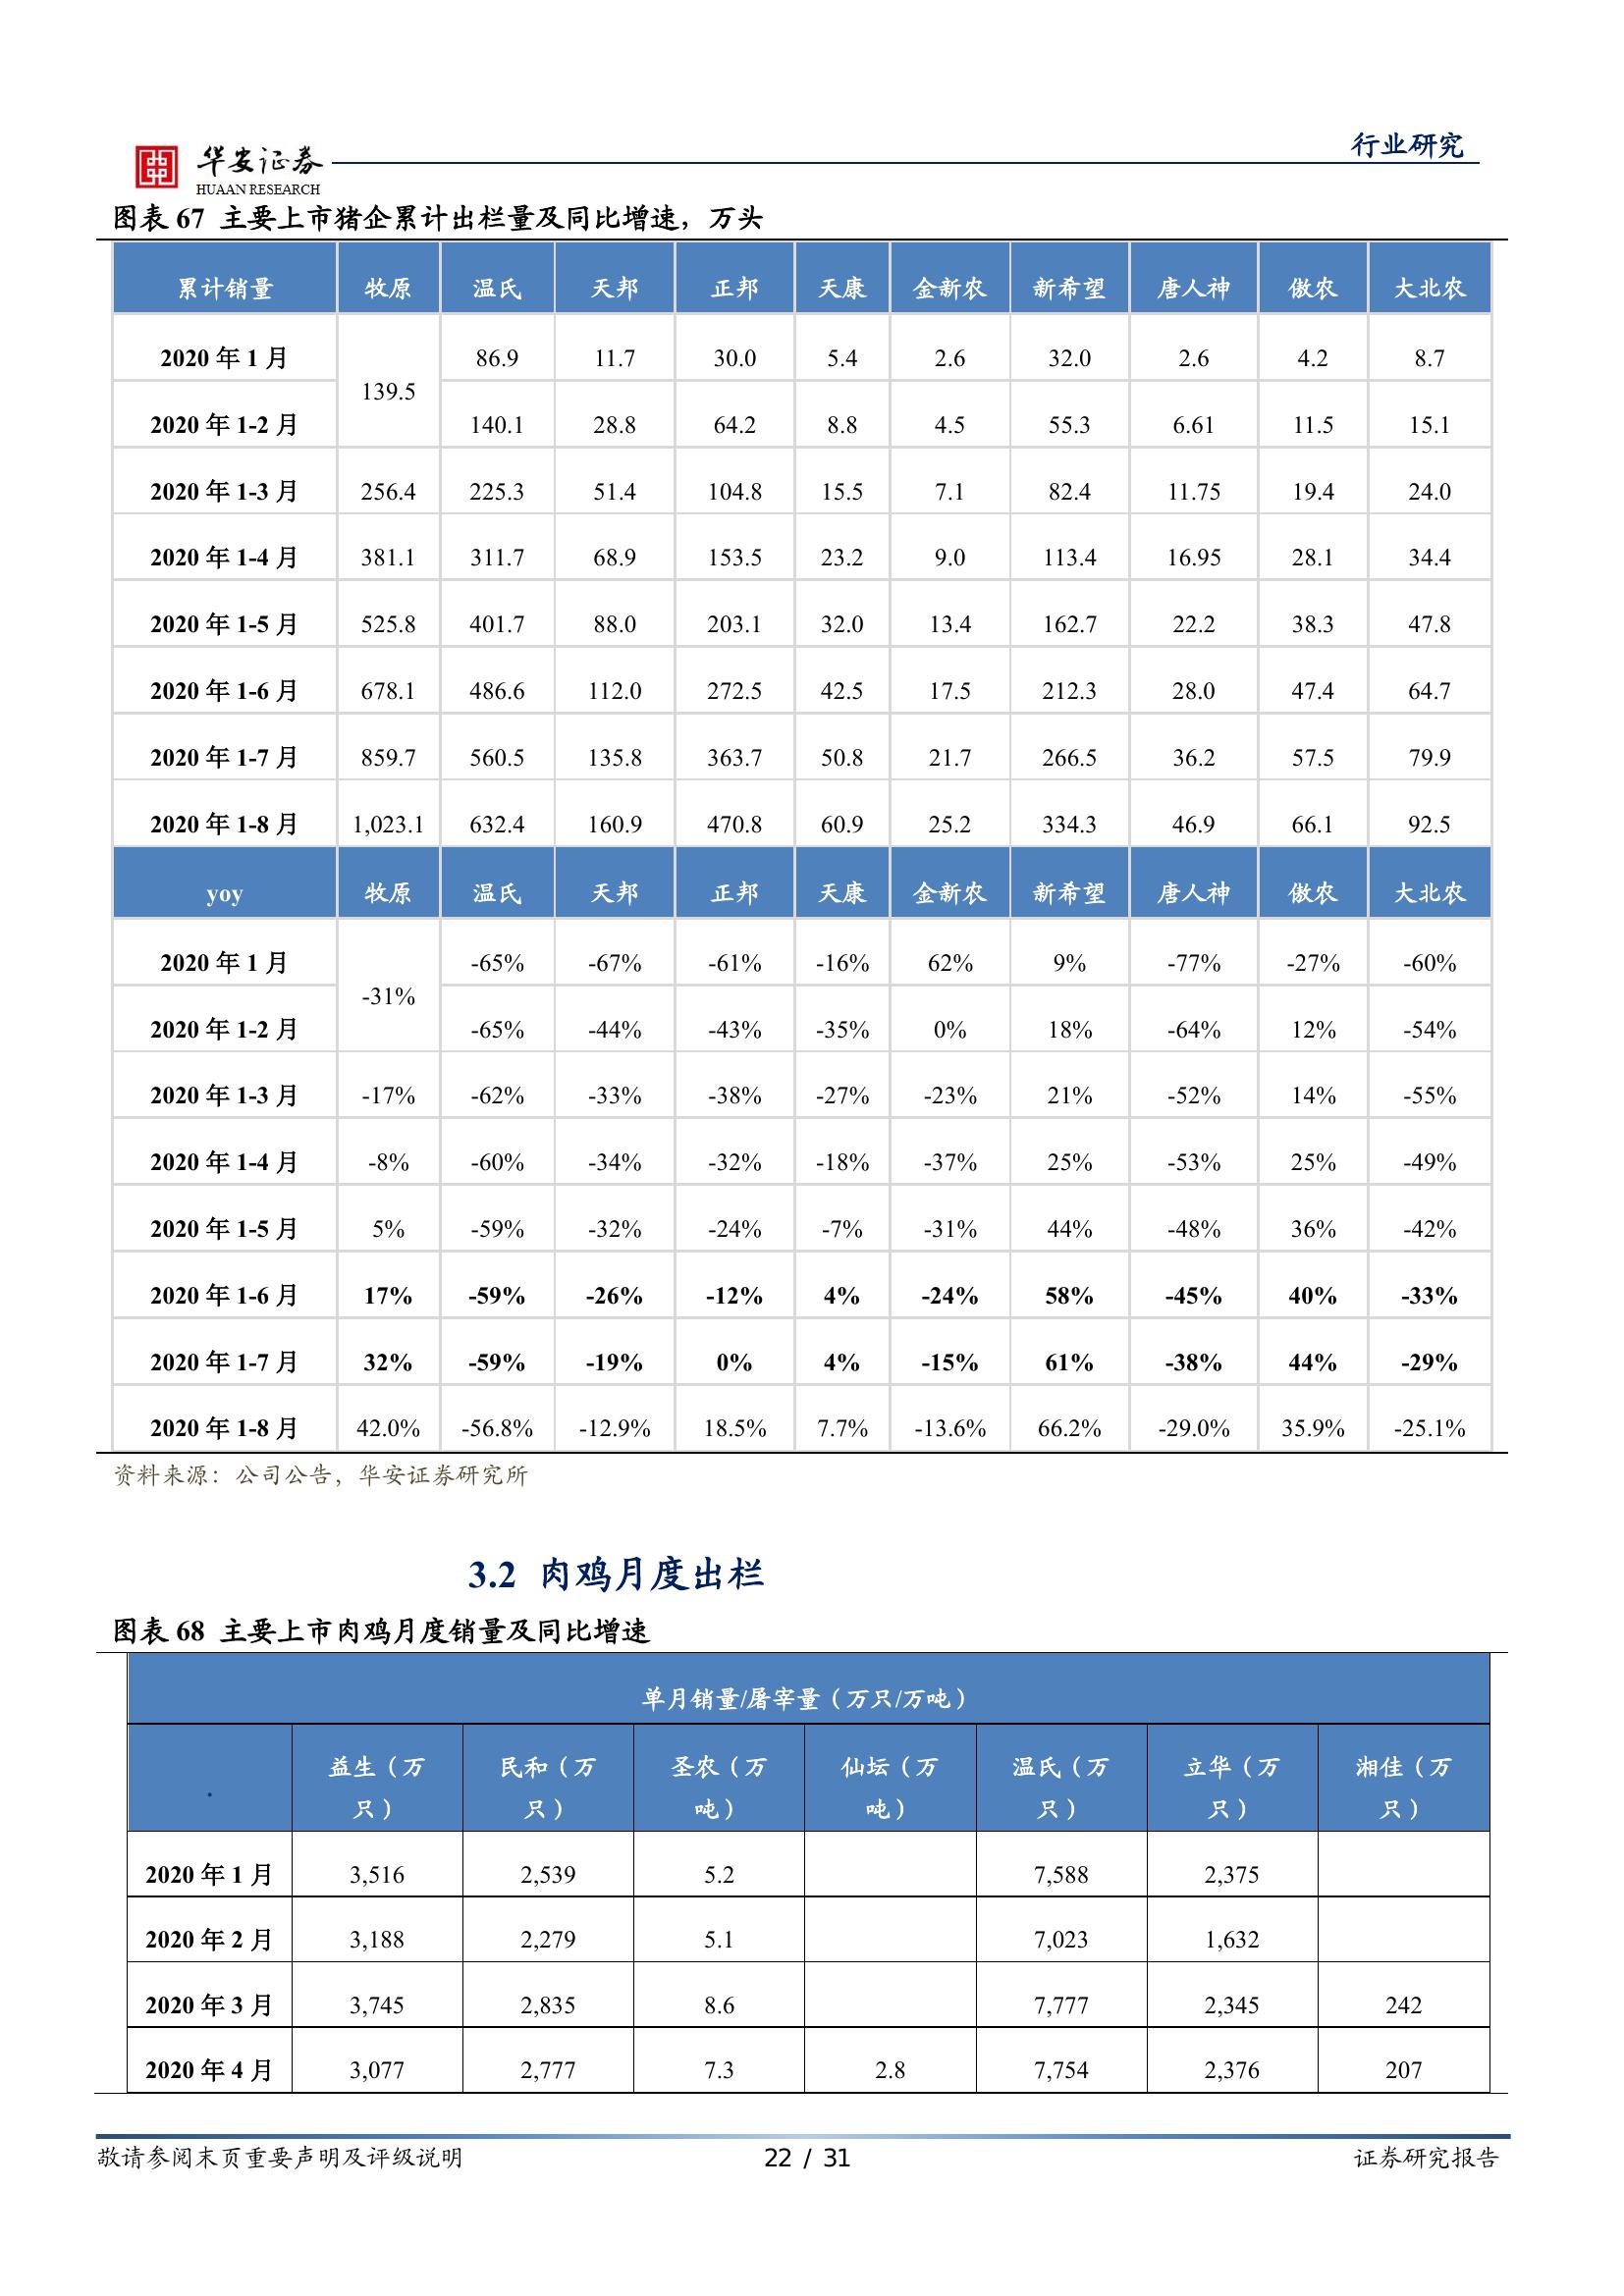 华安证券
HUAAN RESEARCH
行业研究
图表 67 主要上市猪企累计出栏量及同比增速，万头
累计销量 牧原 温氏 天邦 正邦 天康 金新农 新希望 唐人神 傲农 大北农
2020 年 1 月 139.5 86.9 11.7 30.0 5.4 2.6 32.0 2.6 4.2 8.7
2020 年 1-2 月 140.1 28.8 64.2 8.8 4.5 55.3 6.61 11.5 15.1
2020 年 1-3 月 256.4 225.3 51.4 104.8 15.5 7.1 82.4 11.75 19.4 24.0
2020 年 1-4 月 381.1 311.7 68.9 153.5 23.2 9.0 113.4 16.95 28.1 34.4
2020 年 1-5 月 525.8 401.7 88.0 203.1 32.0 13.4 162.7 22.2 38.3 47.8
2020 年 1-6 月 678.1 486.6 112.0 272.5 42.5 17.5 212.3 28.0 47.4 64.7
2020 年 1-7 月 859.7 560.5 135.8 363.7 50.8 21.7 266.5 36.2 57.5 79.9
2020 年 1-8 月 1,023.1 632.4 160.9 470.8 60.9 25.2 334.3 46.9 66.1 92.5
yoy 牧原 温氏 天邦 正邦 天康 金新农 新希望 唐人神 傲农 大北农
2020 年 1 月 -31% -65% -67% -61% -16% 62% 9% -77% -27% -60%
2020 年 1-2 月 -65% -44% -43% -35% 0% 18% -64% 12% -54%
2020 年 1-3 月 -17% -62% -33% -38% -27% -23% 21% -52% 14% -55%
2020 年 1-4 月 -8% -60% -34% -32% -18% -37% 25% -53% 25% -49%
2020 年 1-5 月 5% -59% -32% -24% -7% -31% 44% -48% 36% -42%
2020 年 1-6 月 17% -59% -26% -12% 4% -24% 58% -45% 40% -33%
2020 年 1-7 月 32% -59% -19% 0% 4% -15% 61% -38% 44% -29%
2020 年 1-8 月 42.0% -56.8% -12.9% 18.5% 7.7% -13.6% 66.2% -29.0% 35.9% -25.1%
资料来源：公司公告，华安证券研究所
3.2 肉鸡月度出栏
图表 68 主要上市肉鸡月度销量及同比增速
单月销量/屠宰量（万只/万吨）
. 益生（万只） 民和（万只） 圣农（万吨） 仙坛（万吨） 温氏（万只） 立华（万只） 湘佳（万只）
2020 年 1 月 3,516 2,539 5.2 7,588 2,375
2020 年 2 月 3,188 2,279 5.1 7,023 1,632
2020 年 3 月 3,745 2,835 8.6 7,777 2,345 242
2020 年 4 月 3,077 2,777 7.3 2.8 7,754 2,376 207
敬请参阅末页重要声明及评级说明 22 / 31 证券研究报告